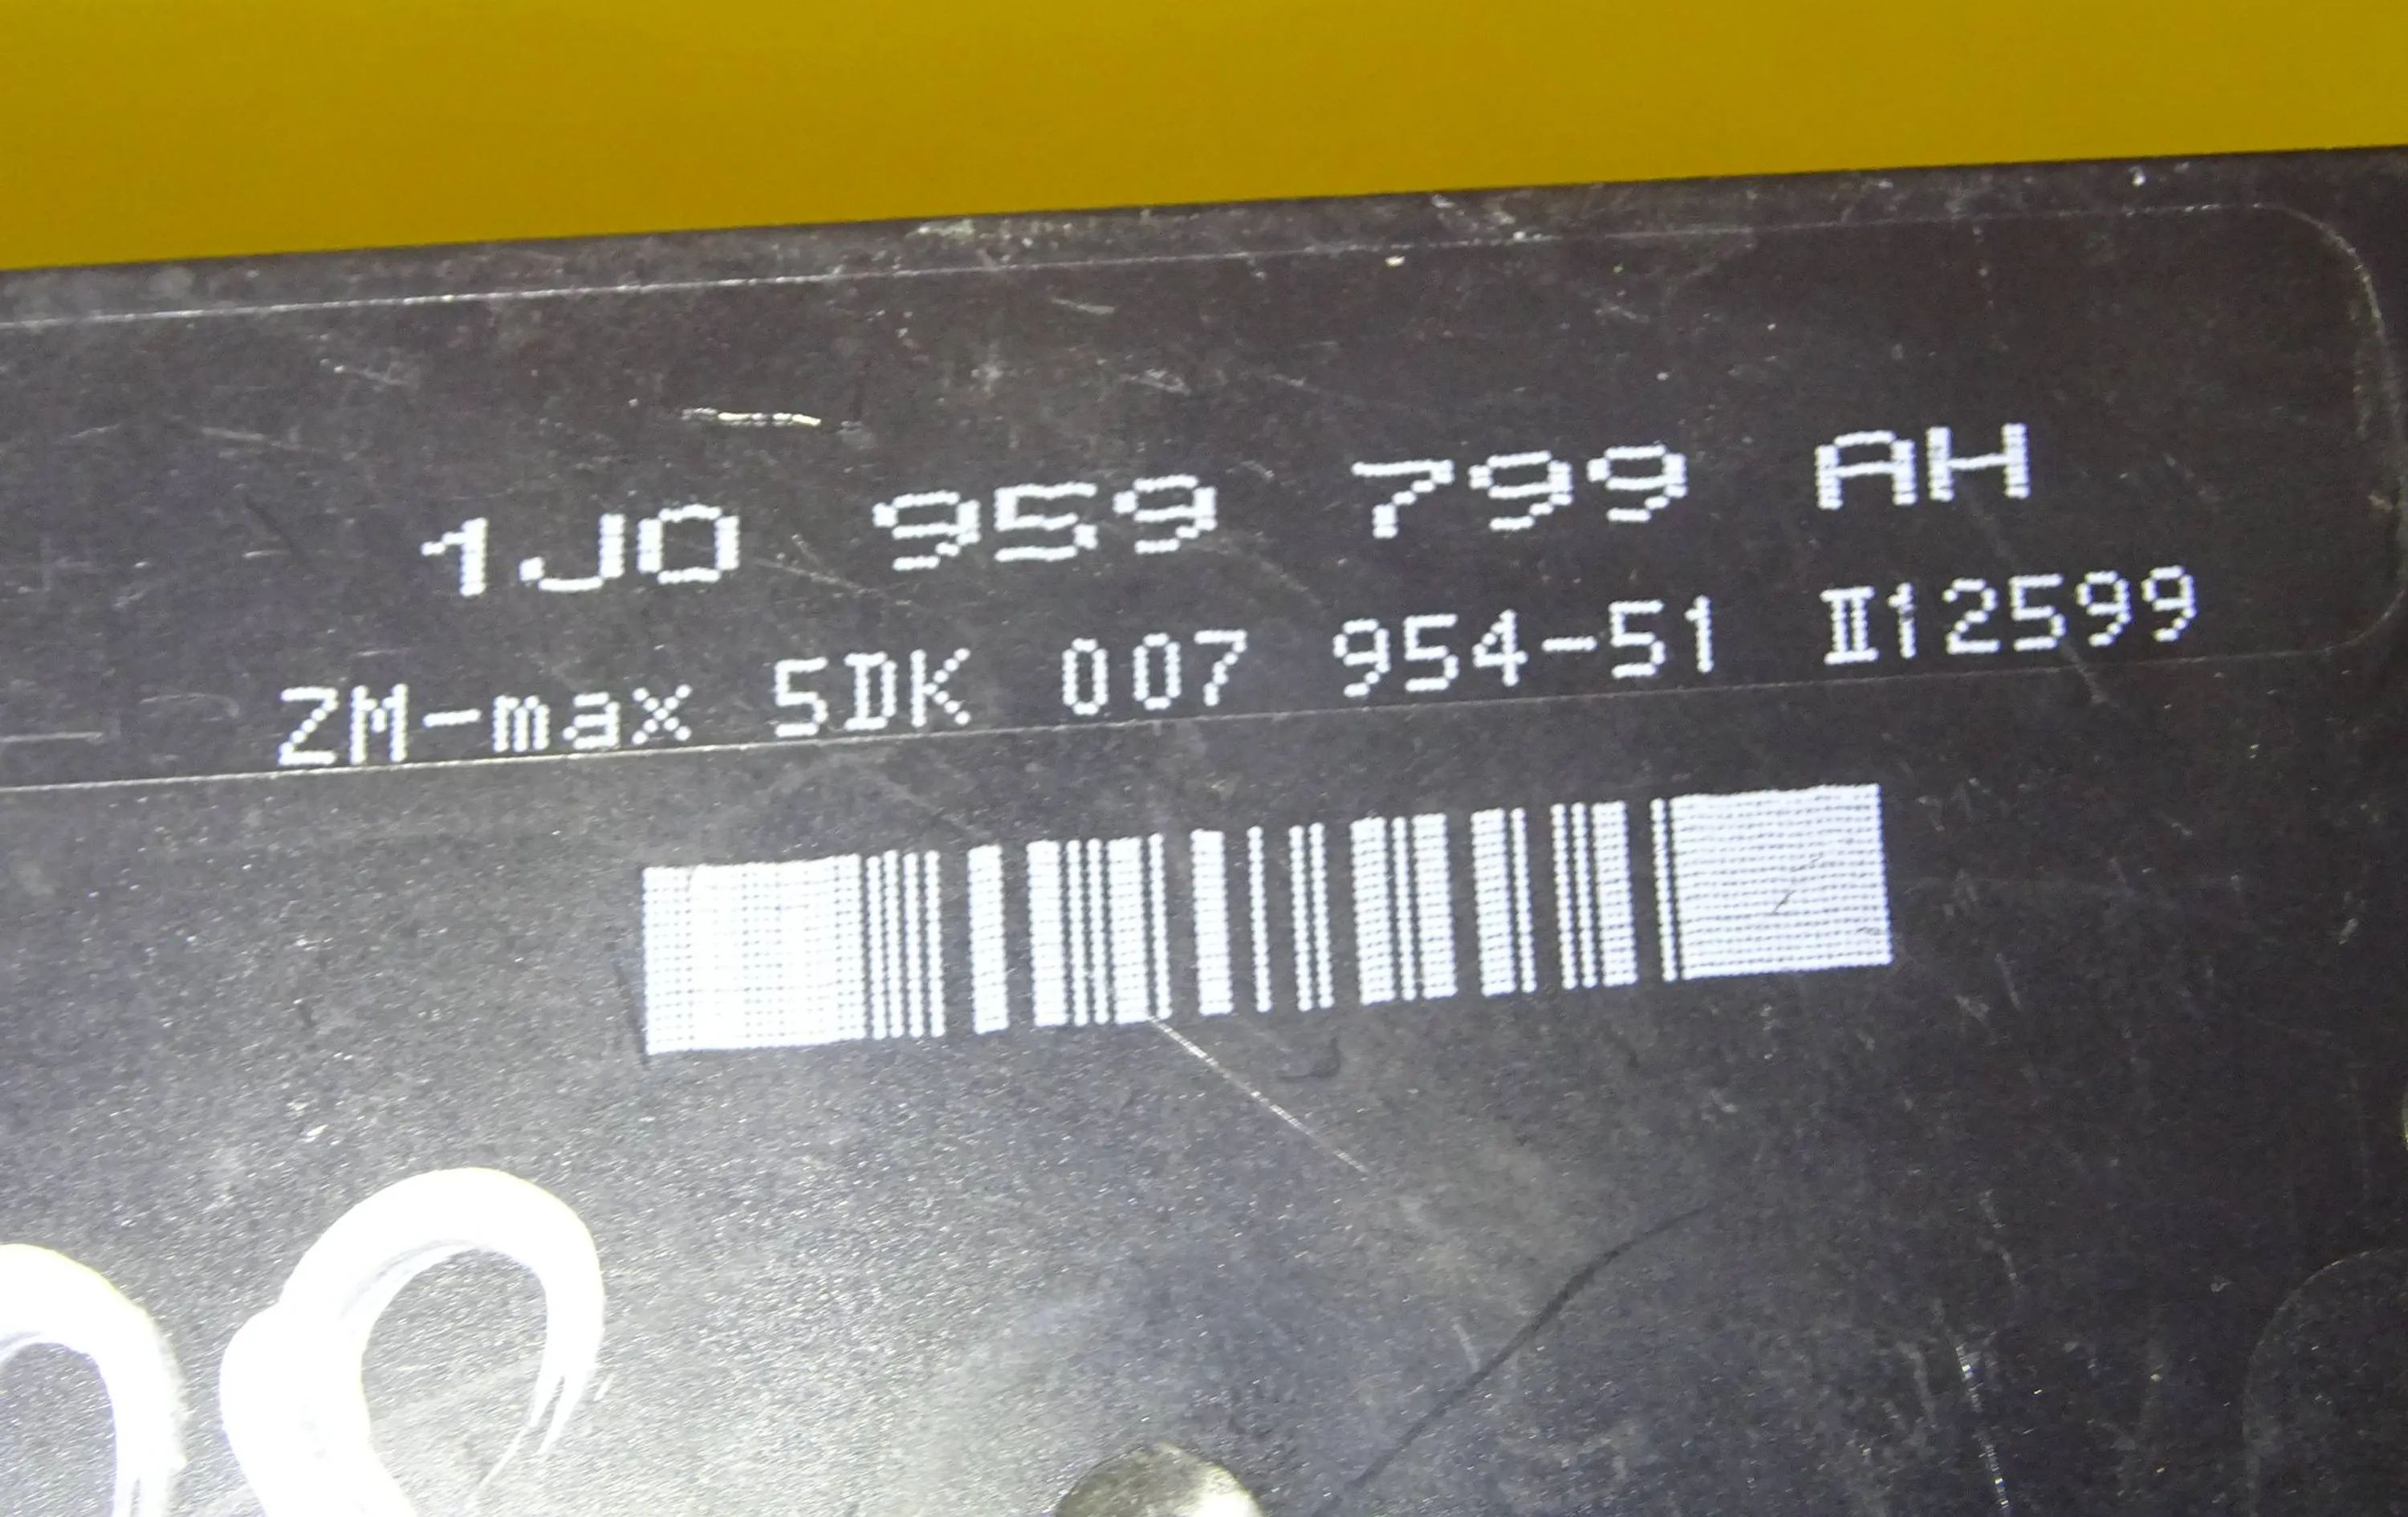 1J0 959 799 AH
ZM-max 5DK 007 954-51 II12599